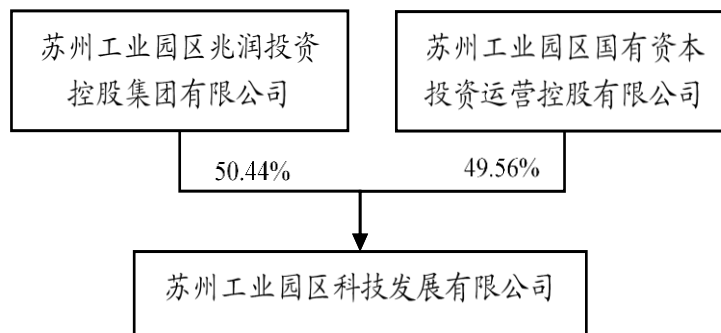 苏州工业园区兆润投资
控股集团有限公司
苏州工业园区国有资本
投资运营控股有限公司
50.44%
49.56%
苏州工业园区科技发展有限公司